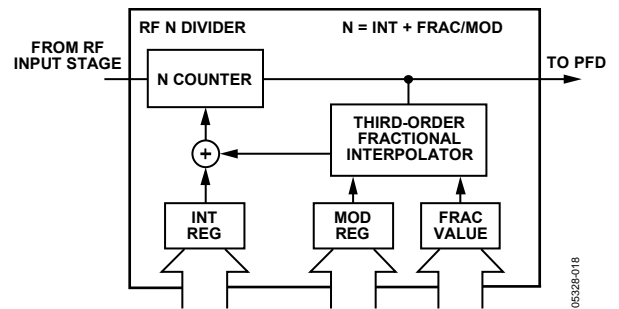 RF N DIVIDER
N = INT + FRAC/MOD
FROM RF
INPUT STAGE
TO PFD
N COUNTER
THIRD-ORDER
FRACTIONAL
INTERPOLATOR
+
INT
REG
MOD
REG
FRAC
VALUE
05328-018